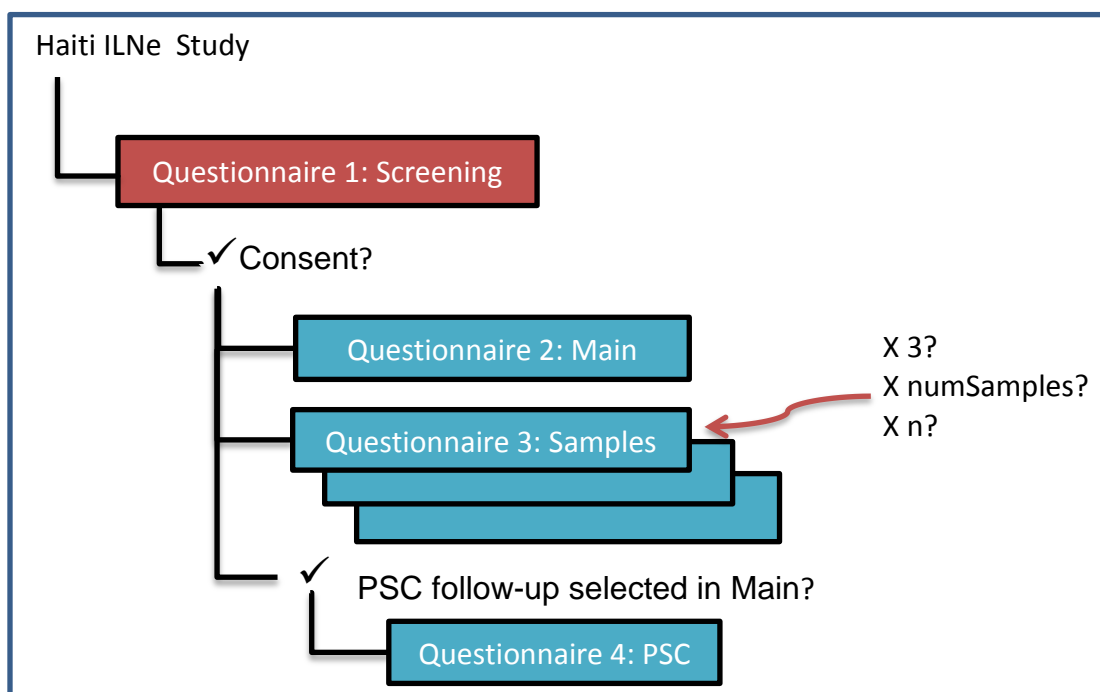 Haiti ILNe Study
Questionnaire 1: Screening
✓ Consent?
Questionnaire 2: Main
X 3?
X numSamples?
X n?
Questionnaire 3: Samples
✓ PSC follow-up selected in Main?
Questionnaire 4: PSC